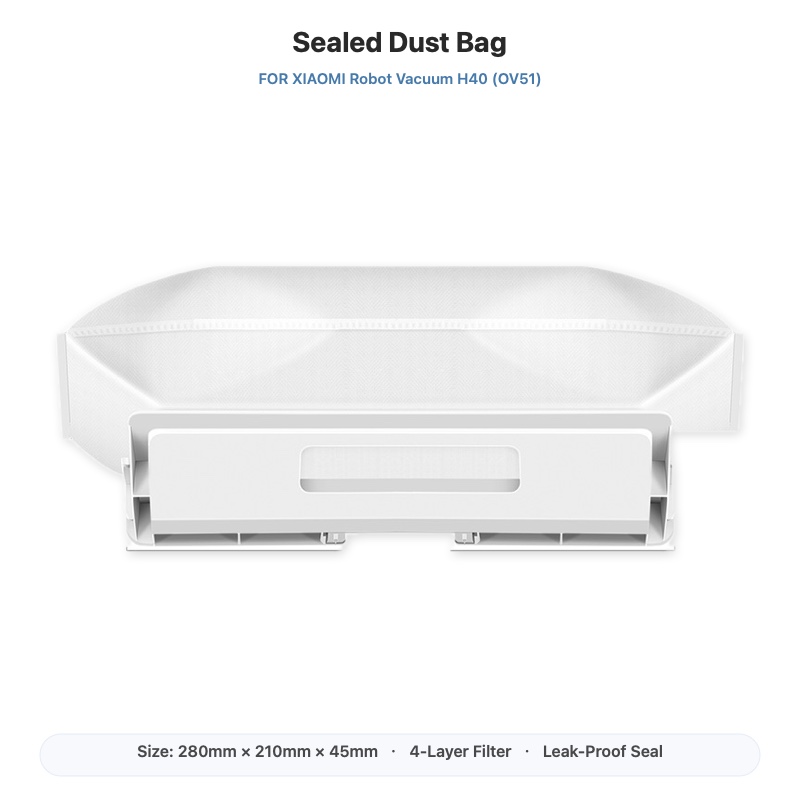 Sealed Dust Bag
FOR XIAOMI Robot Vacuum H40 (OV51)
Size: 280mm × 210mm × 45mm · 4-Layer Filter · Leak-Proof Seal